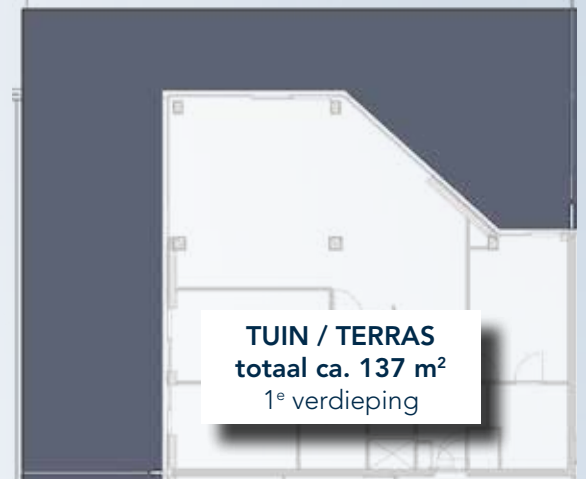 TUIN / TERRAS
totaal ca. 137 m²
1ᵉ verdieping